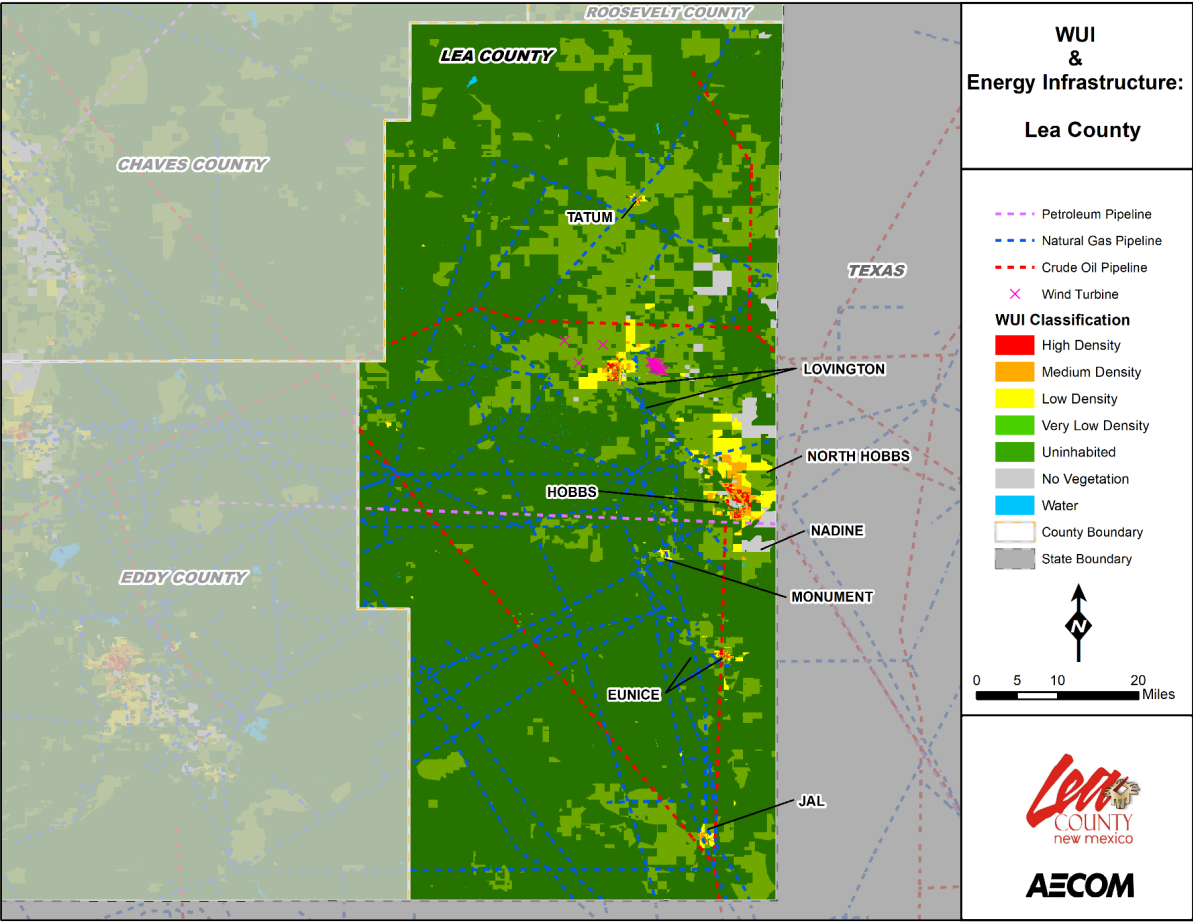 ROOSEVELT COUNTY
LEA COUNTY
CHAVES COUNTY
TATUM
TEXAS
LOVINGTON
NORTH HOBBS
HOBBS
NADINE
EDDY COUNTY
MONUMENT
EUNICE
JAL
WUI
&
Energy Infrastructure:
Lea County
Petroleum Pipeline
Natural Gas Pipeline
Crude Oil Pipeline
Wind Turbine
WUI Classification
High Density
Medium Density
Low Density
Very Low Density
Uninhabited
No Vegetation
Water
County Boundary
State Boundary
N
0 5 10 20
Miles
Lea
COUNTY
new mexico
AECOM